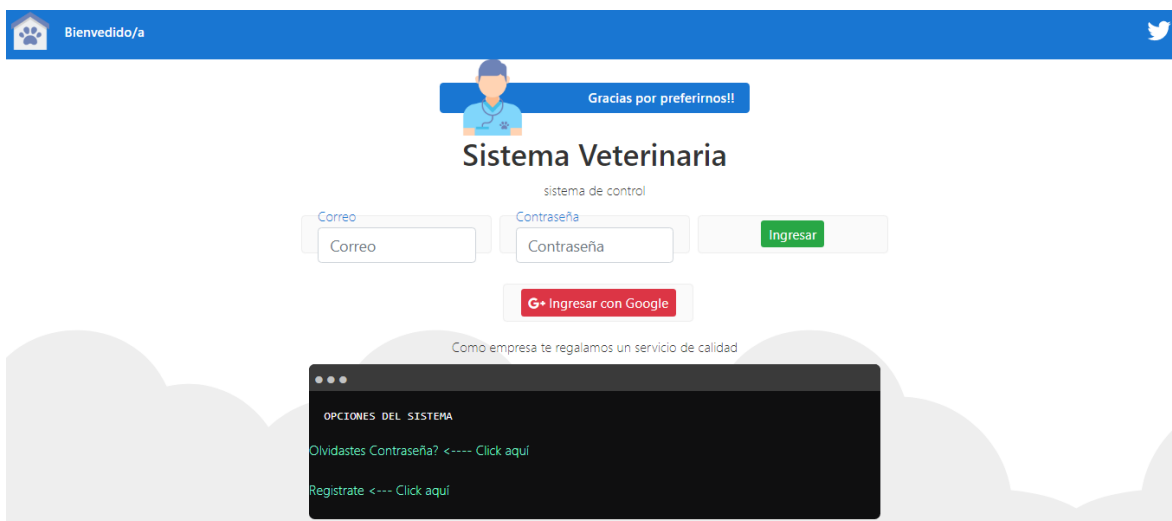 Bienvedido/a
Gracias por preferirnos!!
Sistema Veterinaria
sistema de control
Correo
Contraseña
Correo
Contraseña
Ingresar
G+ Ingresar con Google
Como empresa te regalamos un servicio de calidad
OPCIONES DEL SISTEMA
Olvidastes Contraseña? <---- Click aquí
Registrate <--- Click aquí